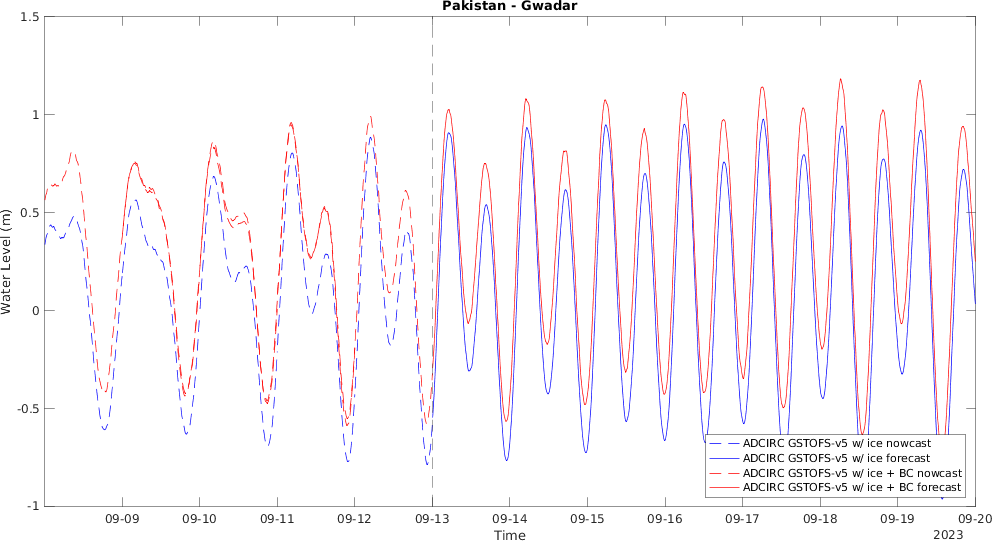 Pakistan - Gwadar
1.5
1
0.5
0
-0.5
-1
Water Level (m)
ADCIRC GSTOFS-v5 w/ ice nowcast
ADCIRC GSTOFS-v5 w/ ice forecast
ADCIRC GSTOFS-v5 w/ ice + BC nowcast
ADCIRC GSTOFS-v5 w/ ice + BC forecast
09-09 09-10 09-11 09-12 09-13 09-14 09-15 09-16 09-17 09-18 09-19 09-20
Time
2023